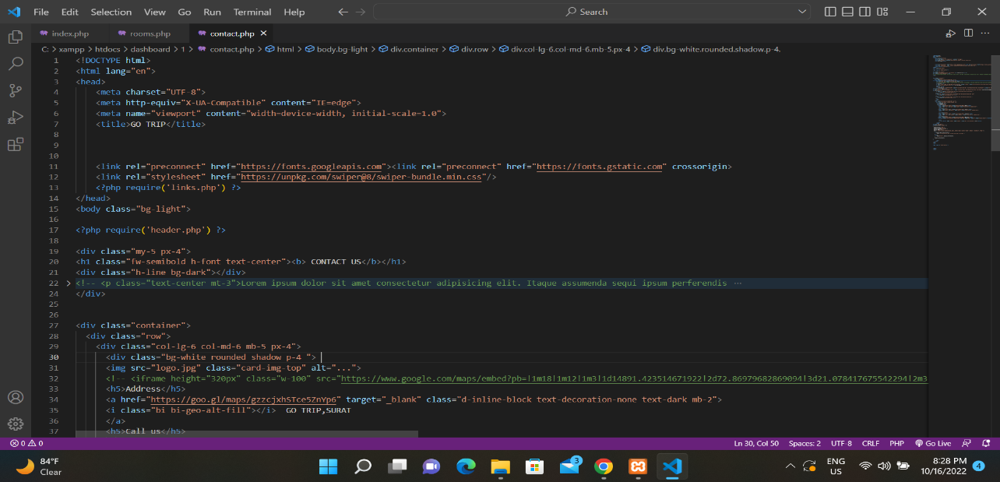 File Edit Selection View Go Run Terminal Help Search
index.php rooms.php contact.php
C: > xampp > htdocs > dashboard > 1 > contact.php > html > body.bg-light > div.container > div.row > div.col-lg-6.col-md-6.mb-5.px-4 > div.bg-white.rounded.shadow.p-4.
1 <!DOCTYPE html>
2 <html lang="en">
3 <head>
4 <meta charset="UTF-8">
5 <meta http-equiv="X-UA-Compatible" content="IE=edge">
6 <meta name="viewport" content="width=device-width, initial-scale=1.0">
7 <title>GO TRIP</title>
8
9
10
11 <link rel="preconnect" href="https://fonts.googleapis.com"><link rel="preconnect" href="https://fonts.gstatic.com" crossorigin>
12 <link rel="stylesheet" href="https://unpkg.com/swiper@8/swiper-bundle.min.css"/>
13 <?php require('links.php') ?>
14 </head>
15 <body class="bg-light">
16
17 <?php require('header.php') ?>
18
19 <div class="my-5 px-4">
20 <h1 class="fw-semibold h-font text-center"><b> CONTACT US</b></h1>
21 <div class="h-line bg-dark"></div>
22 <!-- <p class="text-center mt-3">Lorem ipsum dolor sit amet consectetur adipisicing elit. Itaque assumenda sequi ipsum perferendis ...
24 </div>
25
26
27 <div class="container">
28 <div class="row">
29 <div class="col-lg-6 col-md-6 mb-5 px-4">
30 <div class="bg-white rounded shadow p-4 ">
31 <img src="logo.jpg" class="card-img-top" alt="...">
32 <!-- <iframe height="320px" class="w-100" src="https://www.google.com/maps/embed?pb=!1m18!1m12!1m3!1d14891.423514671922!2d72.86979682869094!3d21.078417675542294!2m3
33 <h5>Address</h5>
34 <a href="https://goo.gl/maps/gzzcjxhSTce5ZnYp6" target="_blank" class="d-inline-block text-decoration-none text-dark mb-2">
35 <i class="bi bi-geo-alt-fill"></i> GO TRIP,SURAT
36 </a>
37 <h5>Call us</h5>
0 0 Ln 30, Col 50 Spaces: 2 UTF-8 CRLF PHP Go Live
84°F
Clear
3
ENG
US
8:28 PM
10/16/2022
4